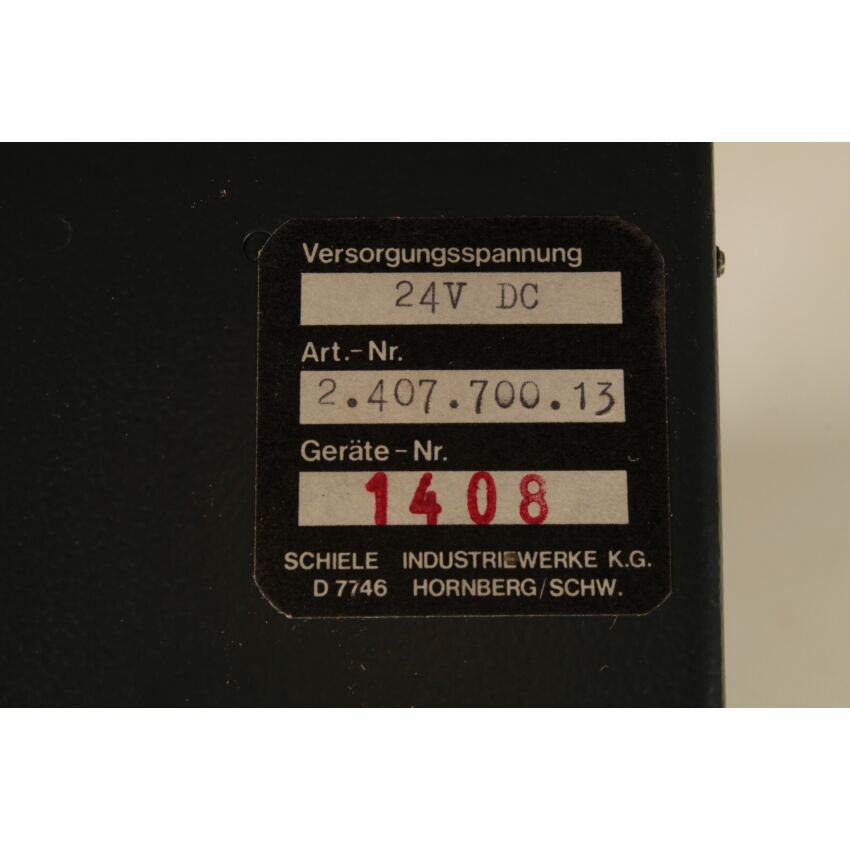 Versorgungsspannung
24V DC
Art.-Nr.
2.407.700.13
Geräte-Nr.
1408
SCHIELE INDUSTRIEWERKE K.G.
D 7746 HORNBERG/SCHW.